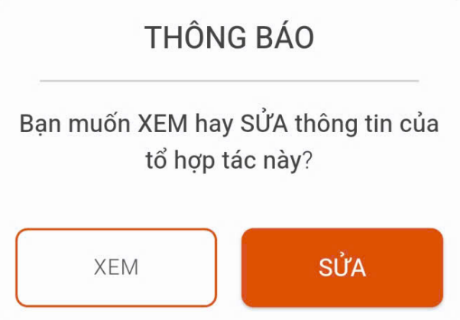 THÔNG BÁO
Bạn muốn XEM hay SỬA thông tin của
tổ hợp tác này?
XEM
SỬA